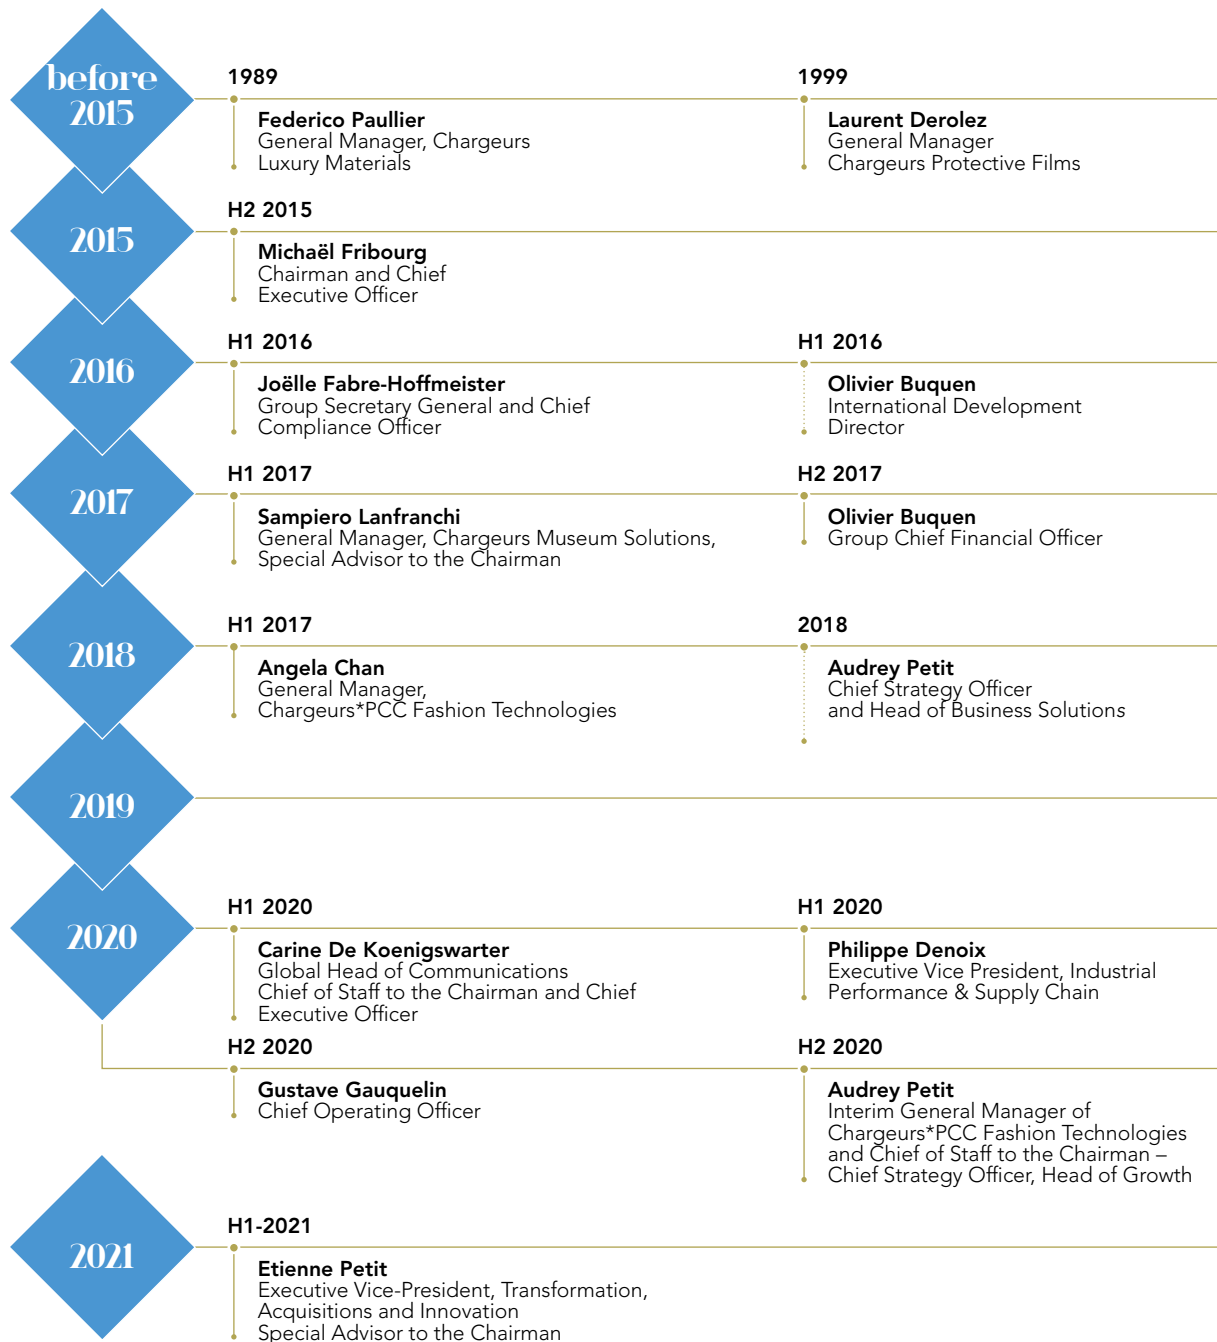 before
2015
1989
Federico Paullier
General Manager, Chargeurs
Luxury Materials
1999
Laurent Derolez
General Manager
Chargeurs Protective Films
2015
H2 2015
Michaël Fribourg
Chairman and Chief
Executive Officer
2016
H1 2016
Joëlle Fabre-Hoffmeister
Group Secretary General and Chief
Compliance Officer
H1 2016
Olivier Buquen
International Development
Director
2017
H1 2017
Sampiero Lanfranchi
General Manager, Chargeurs Museum Solutions,
Special Advisor to the Chairman
H2 2017
Olivier Buquen
Group Chief Financial Officer
2018
H1 2017
Angela Chan
General Manager,
Chargeurs*PCC Fashion Technologies
2018
Audrey Petit
Chief Strategy Officer
and Head of Business Solutions
2019
2020
H1 2020
Carine De Koenigswarter
Global Head of Communications
Chief of Staff to the Chairman and Chief
Executive Officer
H1 2020
Philippe Denoix
Executive Vice President, Industrial
Performance & Supply Chain
H2 2020
Gustave Gauquelin
Chief Operating Officer
H2 2020
Audrey Petit
Interim General Manager of
Chargeurs*PCC Fashion Technologies
and Chief of Staff to the Chairman –
Chief Strategy Officer, Head of Growth
2021
H1-2021
Etienne Petit
Executive Vice-President, Transformation,
Acquisitions and Innovation
Special Advisor to the Chairman